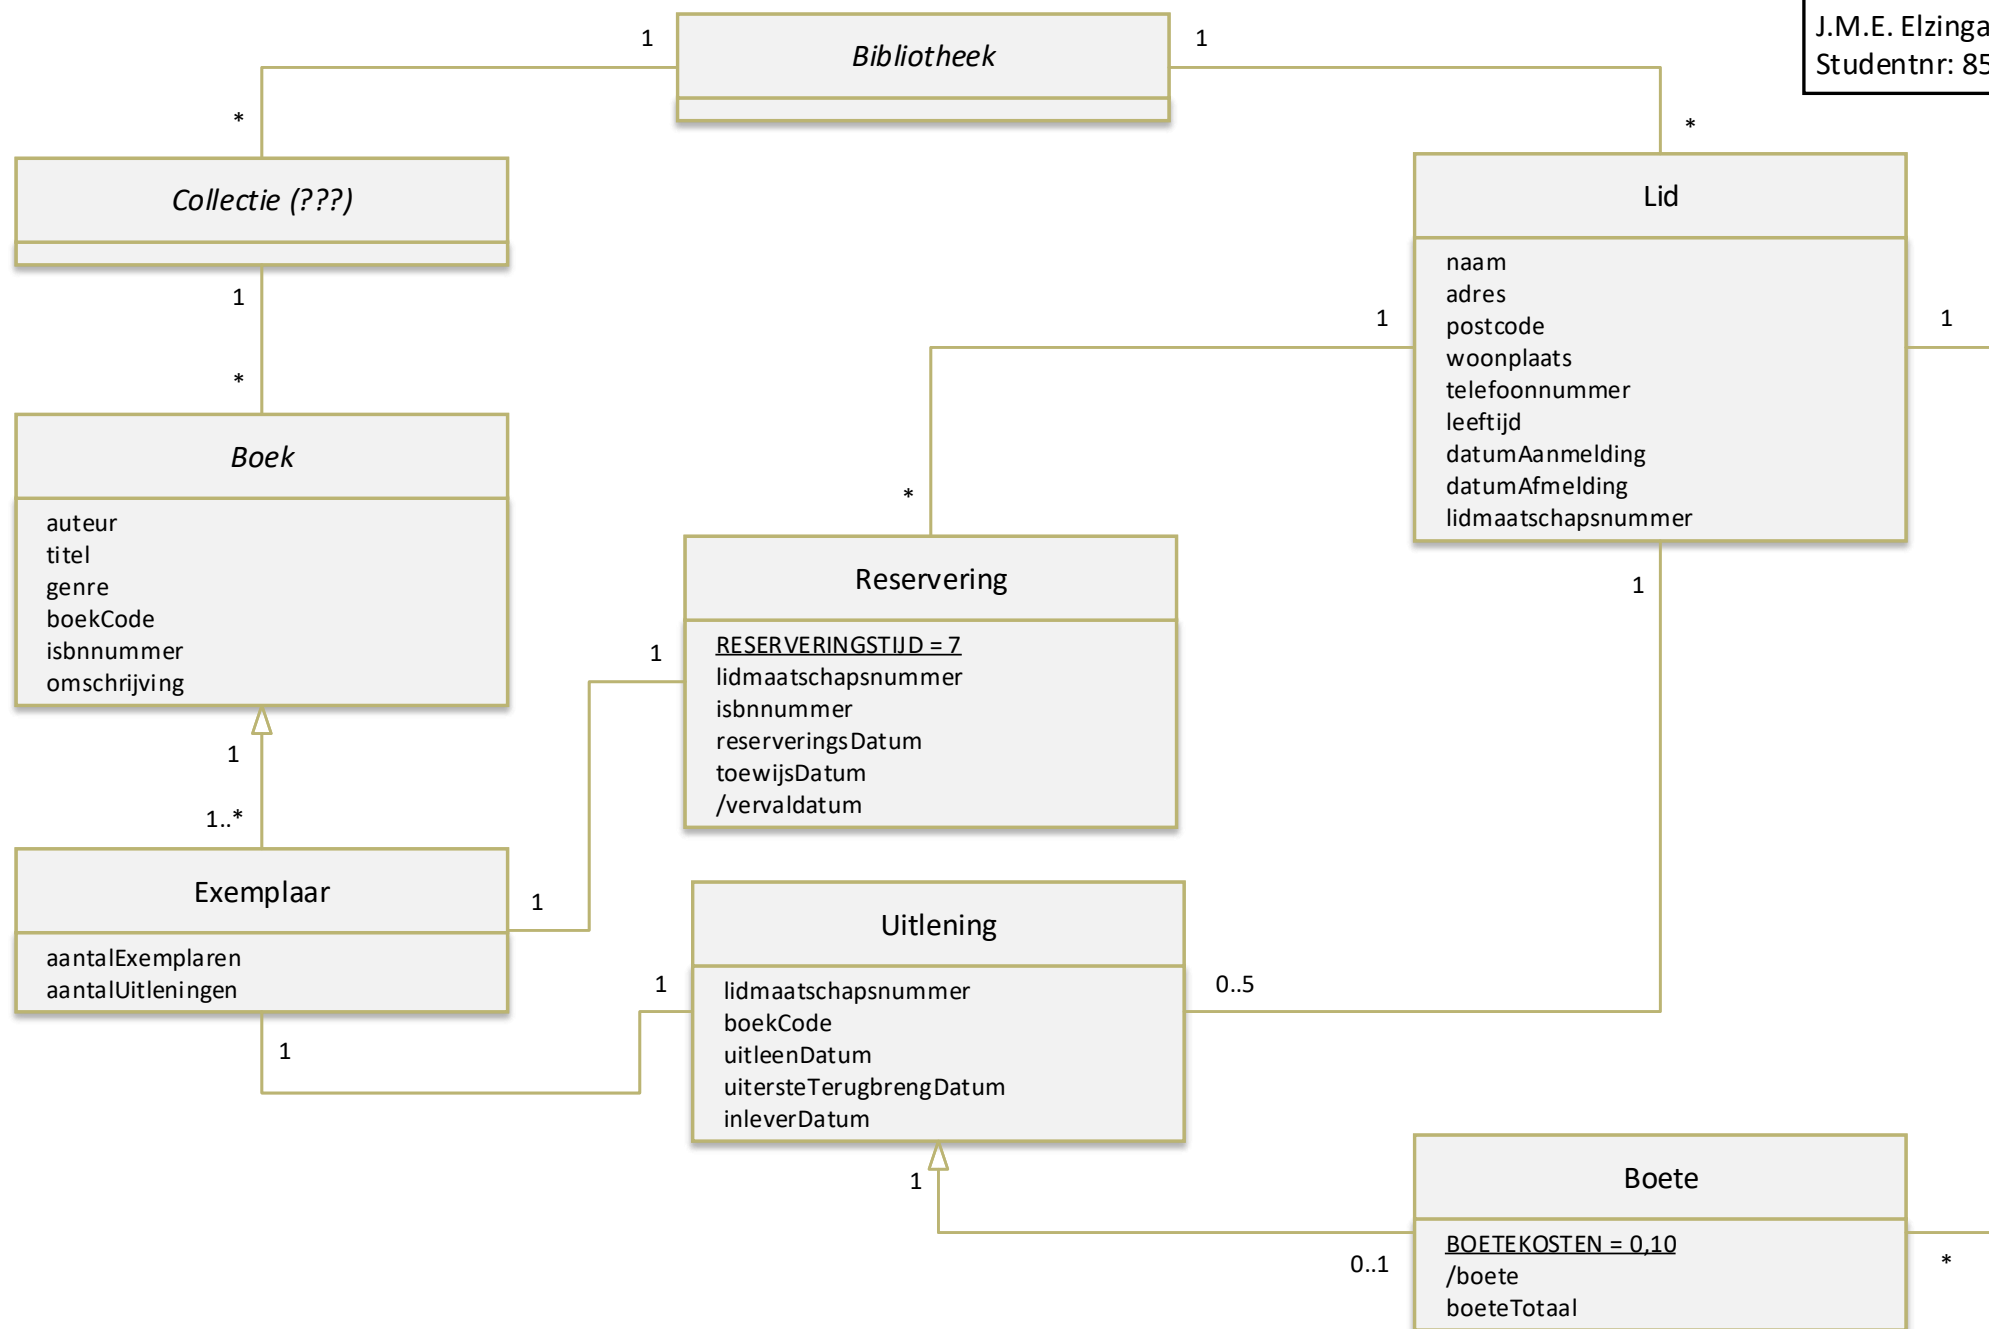 J.M.E. Elzinga
Studentnr: 85
Bibliotheek
1
1
*
*
Collectie (???)
1
*
Lid
naam
adres
postcode
woonplaats
telefoonnummer
leeftijd
datumAanmelding
datumAfmelding
lidmaatschapsnummer
1
1
1
Boek
auteur
titel
genre
boekCode
isbnnummer
omschrijving
1
1..*
*
Reservering
RESERVERINGSTIJD = 7
lidmaatschapsnummer
isbnnummer
reserveringsDatum
toewijsDatum
/vervaldatum
1
Exemplaar
aantalExemplaren
aantalUitleningen
1
1
Uitlening
lidmaatschapsnummer
boekCode
uitleenDatum
uitersteTerugbrengDatum
inleverDatum
1
0..5
1
0..1
Boete
BOETEKOSTEN = 0,10
/boete
boeteTotaal
*